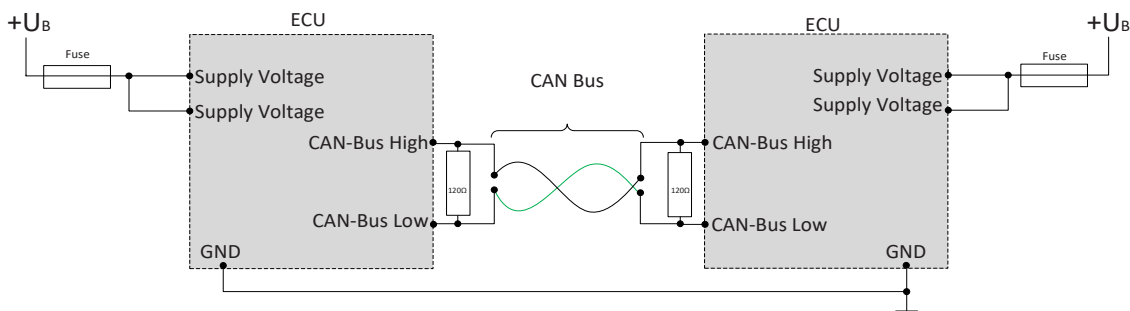 ECU
ECU
+UB
+UB
Fuse
Fuse
Supply Voltage
Supply Voltage
CAN Bus
Supply Voltage
Supply Voltage
CAN-Bus High
CAN-Bus High
120Ω
120Ω
CAN-Bus Low
CAN-Bus Low
GND
GND